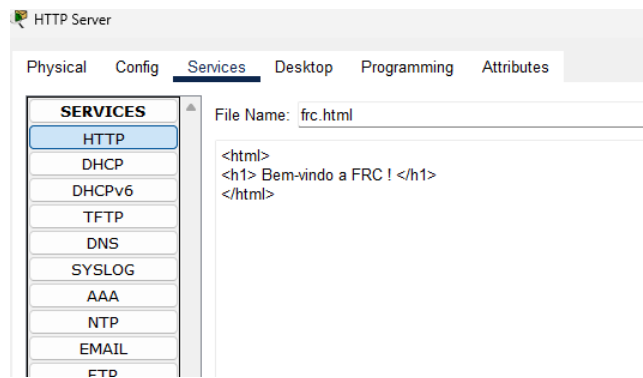 HTTP Server
Physical Config Services Desktop Programming Attributes
SERVICES
HTTP
DHCP
DHCPv6
TFTP
DNS
SYSLOG
AAA
NTP
EMAIL
FTP
File Name: frc.html
<html>
<h1> Bem-vindo a FRC ! </h1>
</html>